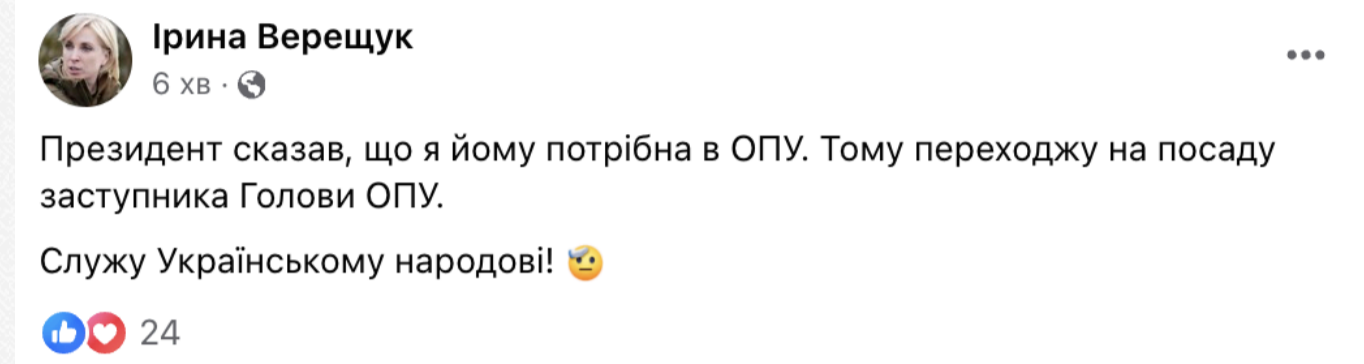 Ірина Верещук
6 хв ·
Президент сказав, що я йому потрібна в ОПУ. Тому переходжу на посаду
заступника Голови ОПУ.
Служу Українському народові! 🫡
24